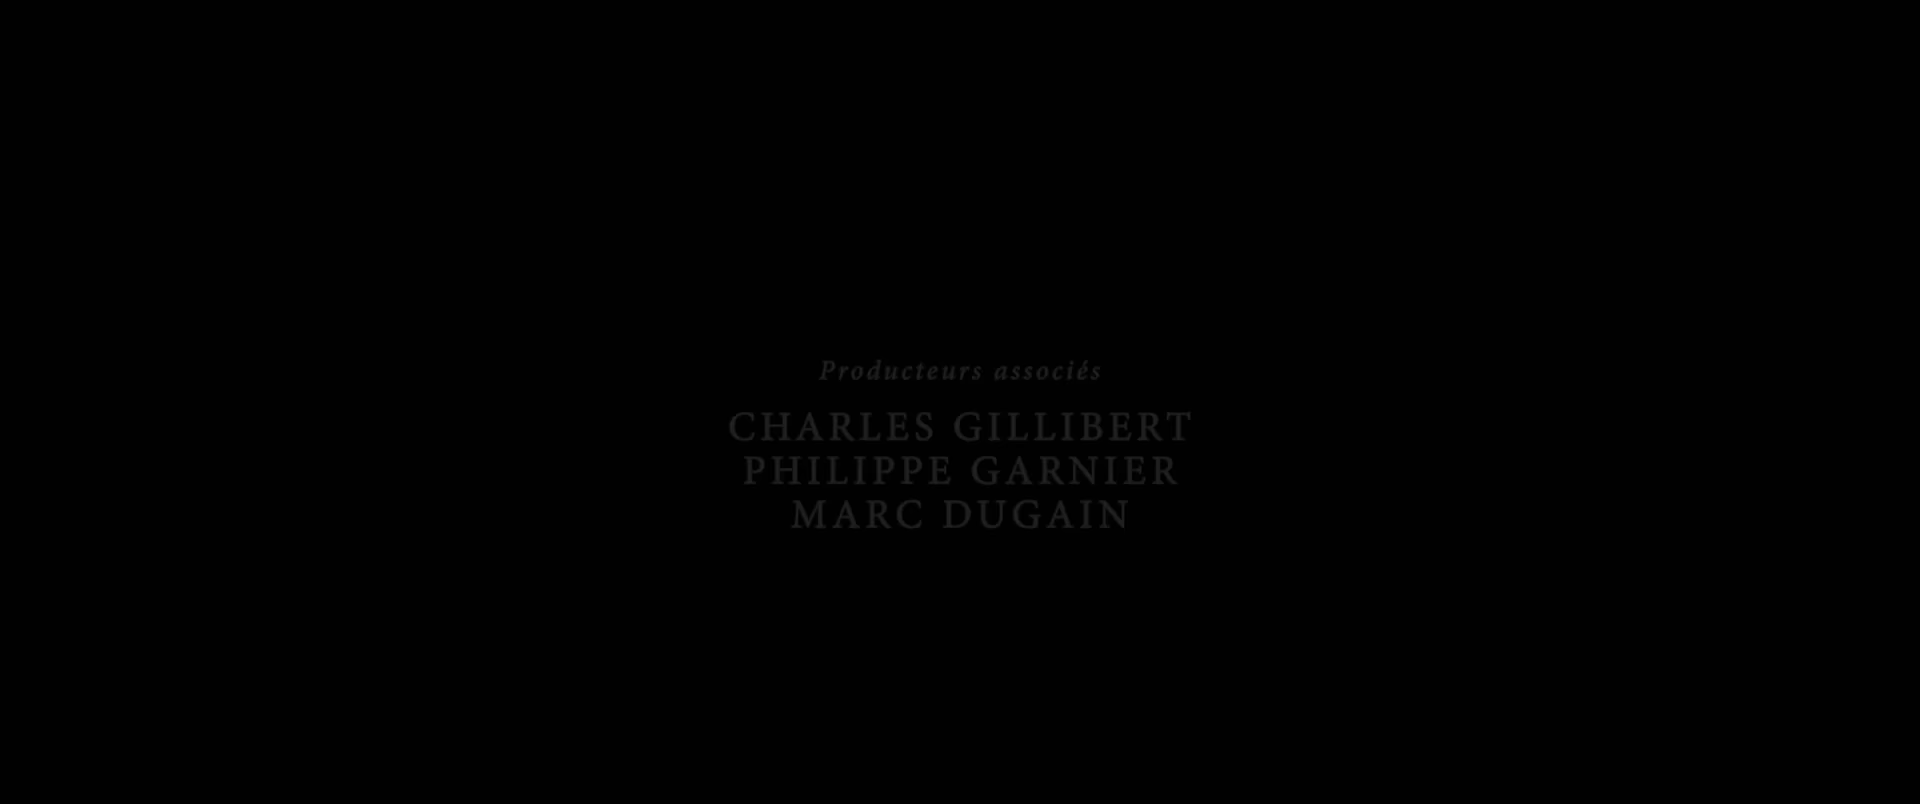 Producteurs associés
CHARLES GILLIBERT
PHILIPPE GARNIER
MARC DUGAIN